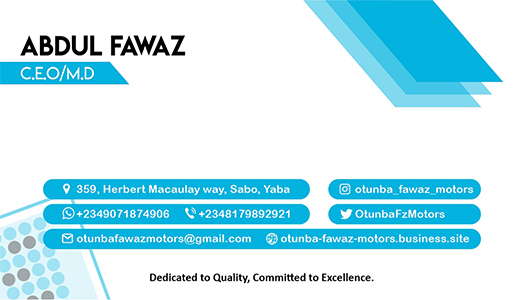 ABDUL FAWAZ
C.E.O/M.D
359, Herbert Macaulay way, Sabo, Yaba
otunba_fawaz_motors
+2349071874906 +2348179892921
OtunbaFzMotors
otunbafawazmotors@gmail.com otunba-fawaz-motors.business.site
Dedicated to Quality, Committed to Excellence.